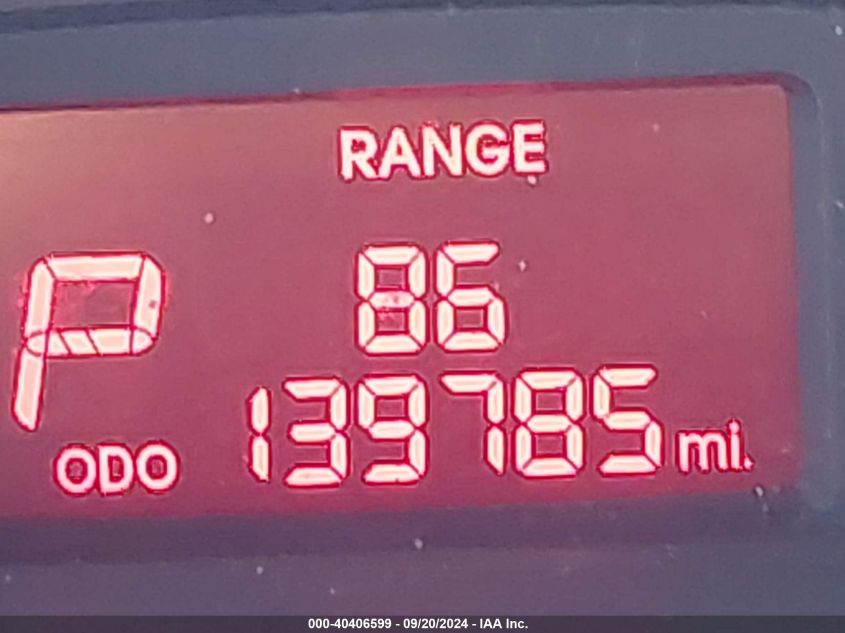 RANGE
P 86
ODO 139785 mi.
000-40406599 - 09/20/2024 - IAA Inc.